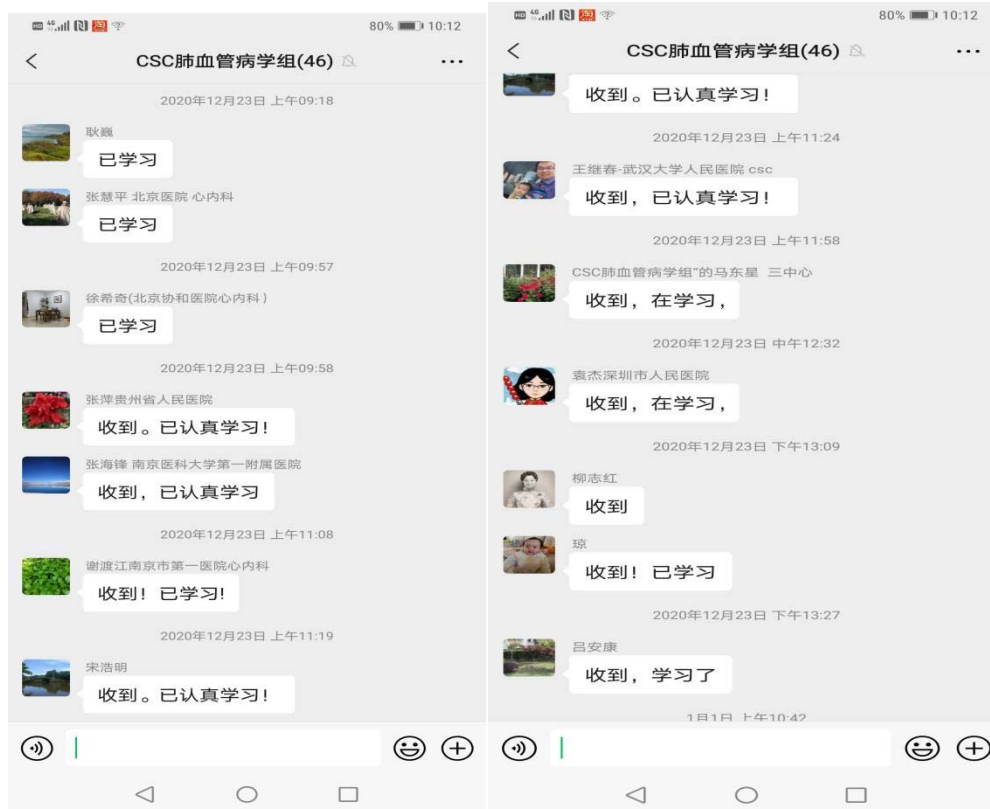 80% 10:12
CSC肺血管病学组(46)
2020年12月23日 上午09:18
耿巍
已学习
张慧平 北京医院 心内科
已学习
2020年12月23日 上午09:57
徐希奇(北京协和医院心内科)
已学习
2020年12月23日 上午09:58
张萍贵州省人民医院
收到。已认真学习!
张海锋 南京医科大学第一附属医院
收到,已认真学习
2020年12月23日 上午11:08
谢渡江南京市第一医院心内科
收到!已学习!
2020年12月23日 上午11:19
宋浩明
收到。已认真学习!
80% 10:12
CSC肺血管病学组(46)
收到。已认真学习!
2020年12月23日 上午11:24
王继春-武汉大学人民医院 csc
收到,已认真学习!
2020年12月23日 上午11:58
CSC肺血管病学组"的马东星 三中心
收到,在学习,
2020年12月23日 中午12:32
袁杰深圳市人民医院
收到,在学习,
2020年12月23日 下午13:09
柳志红
收到
琼
收到!已学习
2020年12月23日 下午13:27
吕安康
收到,学习了
1月1日 上午10:42